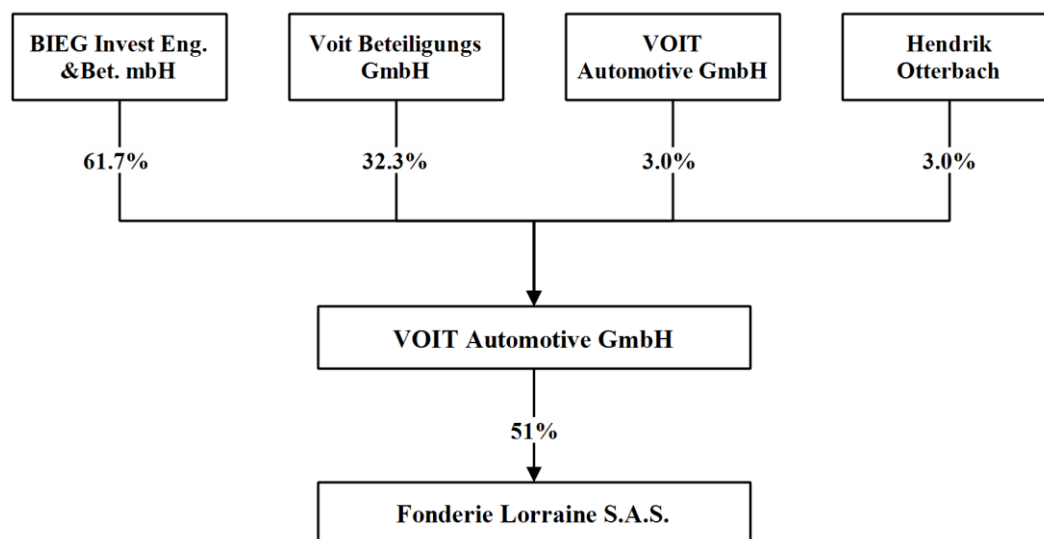 BIEG Invest Eng.
&Bet. mbH
Voit Beteiligungs
GmbH
VOIT
Automotive GmbH
Hendrik
Otterbach
61.7%
32.3%
3.0%
3.0%
VOIT Automotive GmbH
51%
Fonderie Lorraine S.A.S.